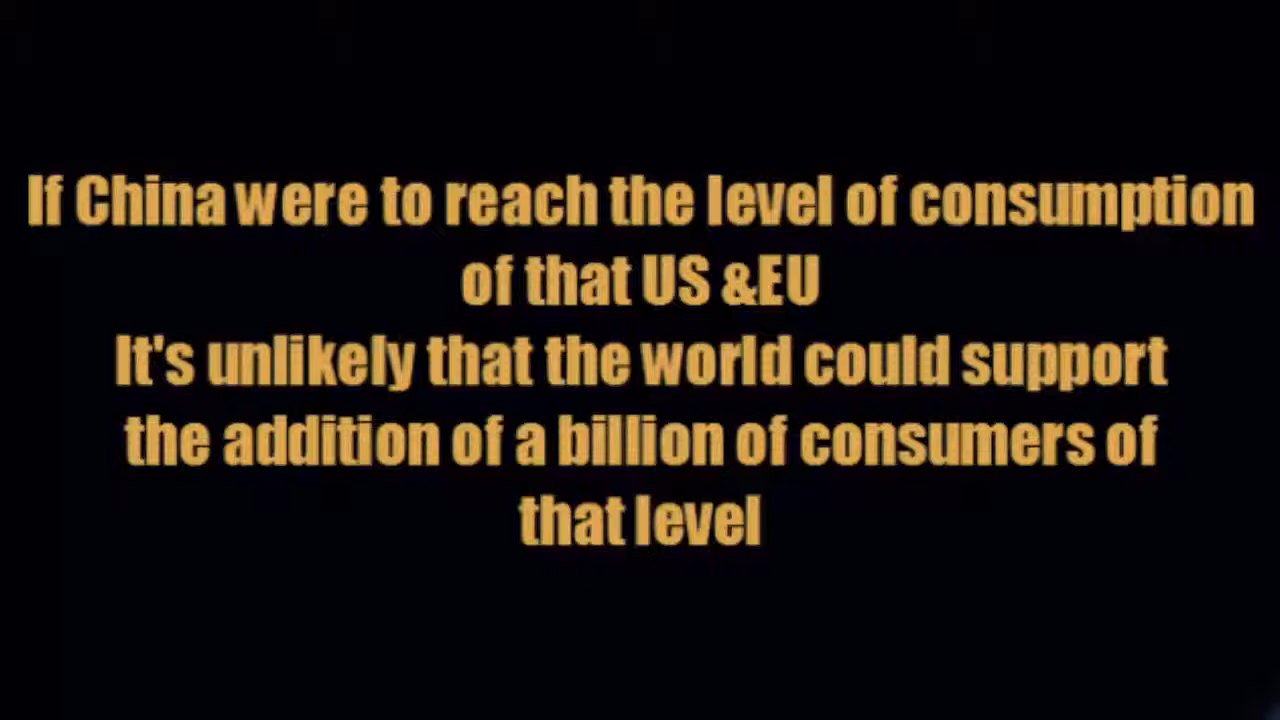 If China were to reach the level of consumption
of that US &EU
It's unlikely that the world could support
the addition of a billion of consumers of
that level